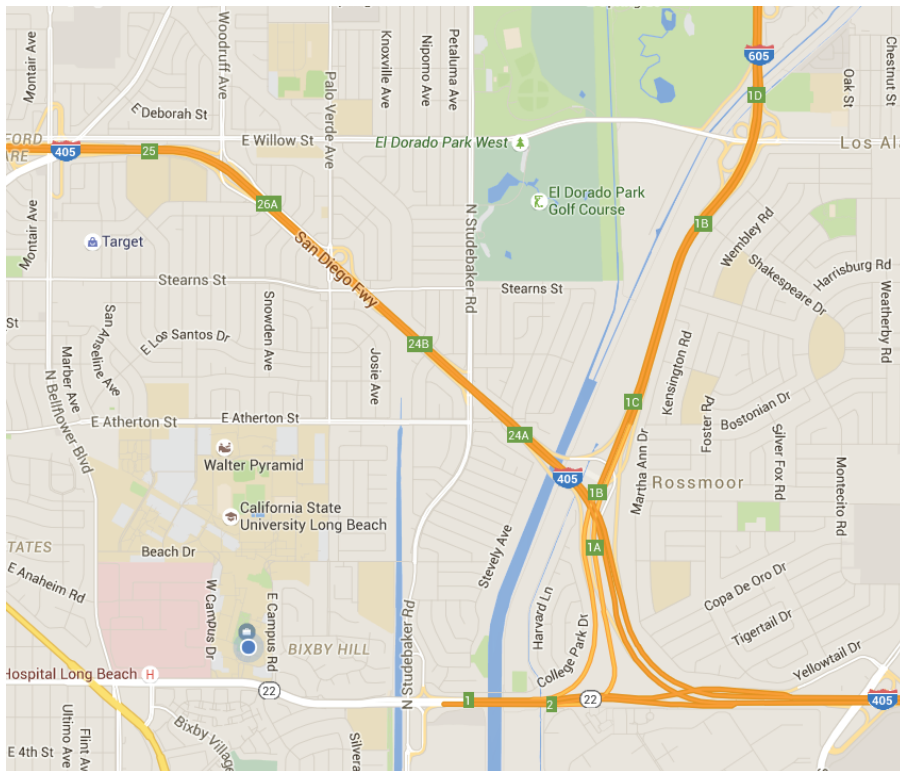 Montair Ave
Woodruff Ave
Palo Verde Ave
Knoxville Ave
Nipomo Ave
Petaluma Ave
605
1D
Oak St
Chestnut St
E Deborah St
E Willow St
El Dorado Park West
405
25
26A
El Dorado Park
Golf Course
Montair Ave
Target
San Diego Fwy
N Studebaker Rd
1B
Wembley Rd
Shakespeare Dr
Harrisburg Rd
Weatherby Rd
Stearns St
Stearns St
St
San Anseline Ave
E Los Santos Dr
Snowden Ave
24B
Josie Ave
Marber Ave
N Bellflower Blvd
E Atherton St
E Atherton St
24A
1C
Kensington Rd
Foster Rd
Bostonian Dr
Silver Fox Rd
Martha Ann Dr
Montecito Rd
Walter Pyramid
405
1B
Rossmoor
California State
University Long Beach
Beach Dr
1A
Stevely Ave
E Anaheim Rd
W Campus Dr
E Campus Rd
BIXBY HILL
N Studebaker Rd
Harvard Ln
College Park Dr
Copa De Oro Dr
Tigertail Dr
Yellowtail Dr
Hospital Long Beach
H
22
1
2
22
405
Ultimo Ave
Bixby Village
E 4th St